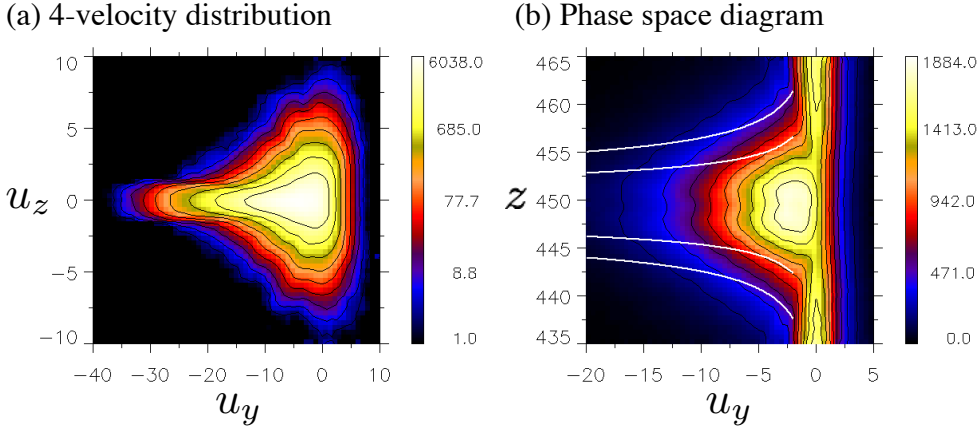 (a) 4-velocity distribution
(b) Phase space diagram
10
5
0
-5
-10
u_z
-40 -30 -20 -10 0 10
u_y
6038.0
685.0
77.7
8.8
1.0
465
460
455
450
445
440
435
z
-20 -15 -10 -5 0 5
u_y
1884.0
1413.0
942.0
471.0
0.0